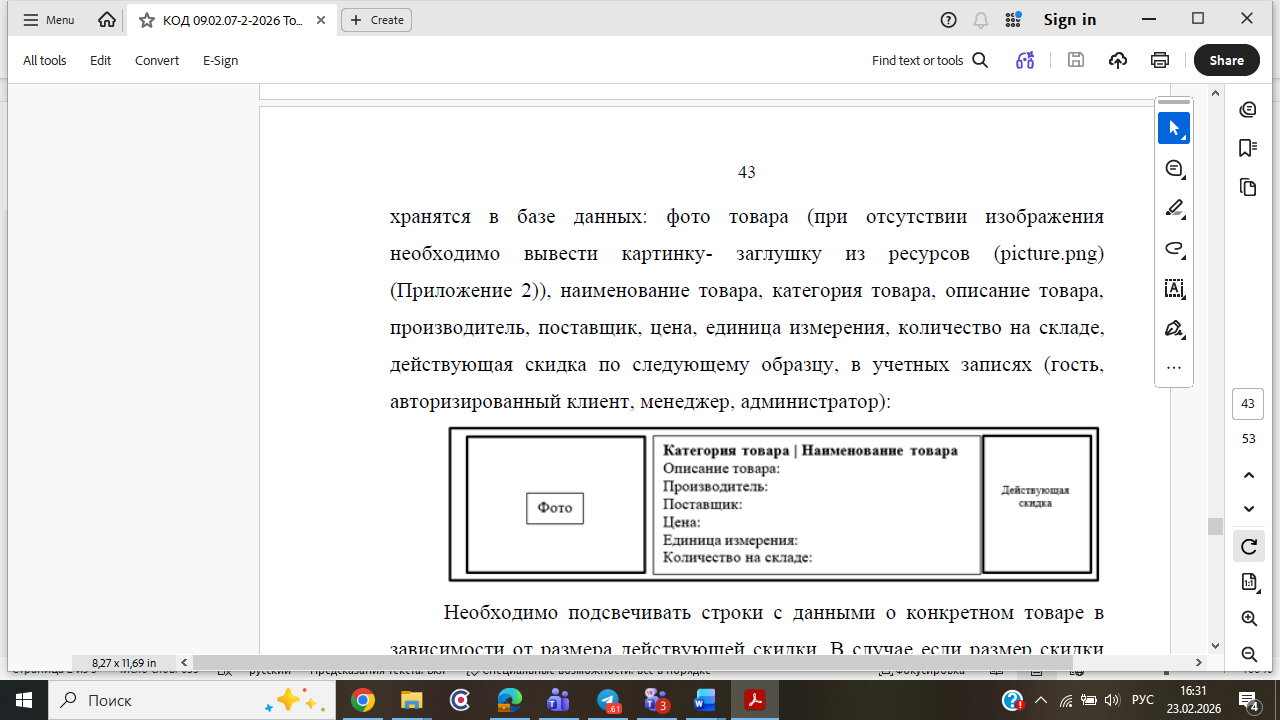 Menu
КОД 09.02.07-2-2026 То...
Create
Sign in
All tools
Edit
Convert
E-Sign
Find text or tools
Share
43
хранятся в базе данных: фото товара (при отсутствии изображения
необходимо вывести картинку- заглушку из ресурсов (picture.png)
(Приложение 2)), наименование товара, категория товара, описание товара,
производитель, поставщик, цена, единица измерения, количество на складе,
действующая скидка по следующему образцу, в учетных записях (гость,
авторизированный клиент, менеджер, администратор):
Фото
Категория товара | Наименование товара
Описание товара:
Производитель:
Поставщик:
Цена:
Единица измерения:
Количество на складе:
Действующая
скидка
Необходимо подсвечивать строки с данными о конкретном товаре в
зависимости от размера действующей скидки. В случае если размер скидки
43
53
1:1
8,27 x 11,69 in
Поиск
61
3
РУС
16:31
23.02.2026
4